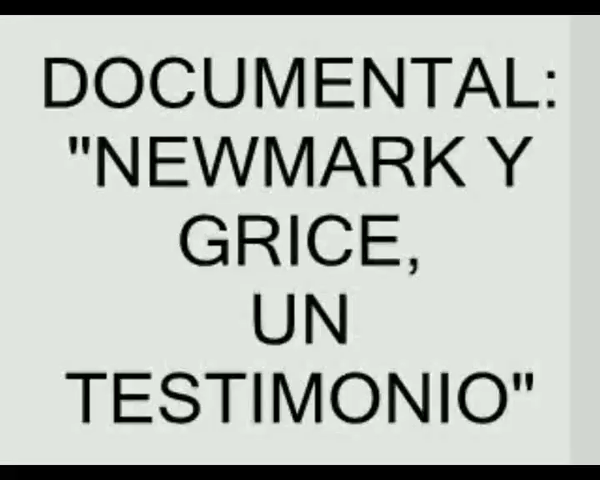 DOCUMENTAL:
"NEWMARK Y
GRICE,
UN
TESTIMONIO"